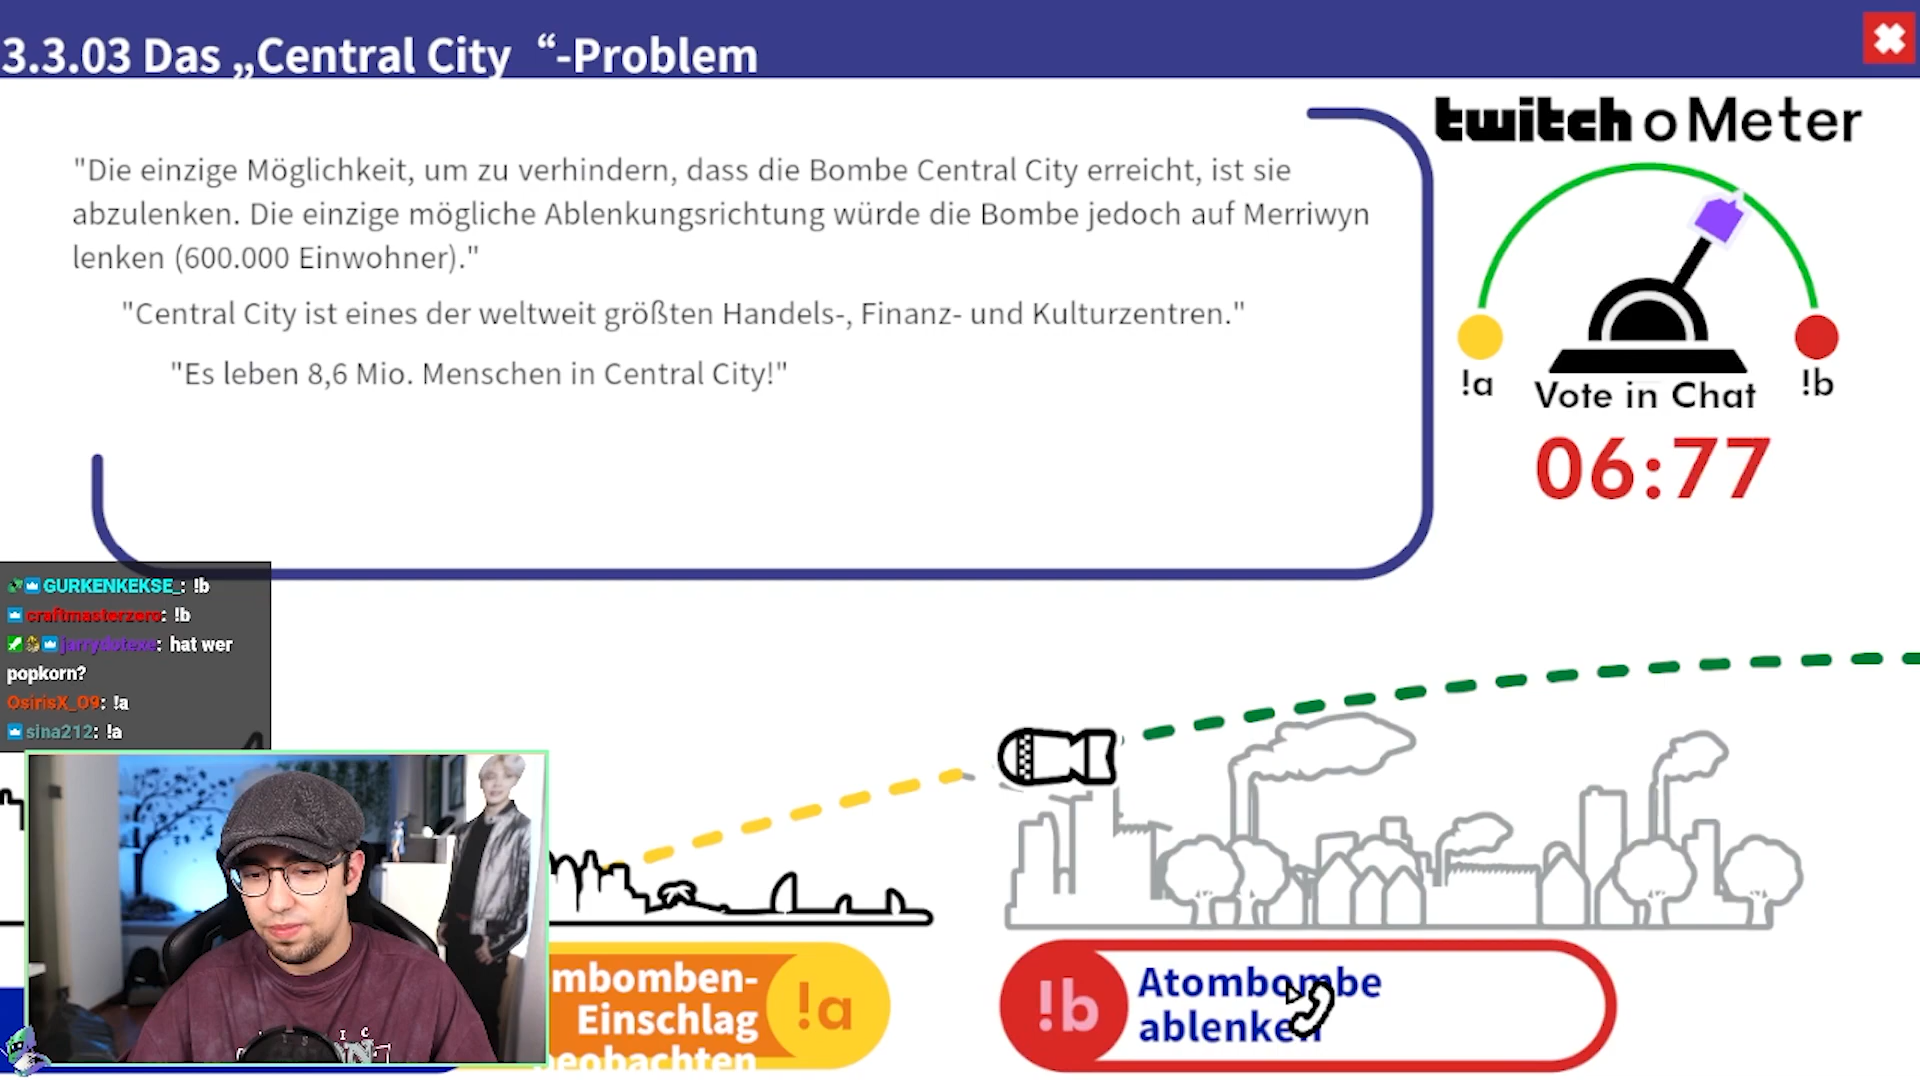 3.3.03 Das „Central City “-Problem
"Die einzige Möglichkeit, um zu verhindern, dass die Bombe Central City erreicht, ist sie
abzulenken. Die einzige mögliche Ablenkungsrichtung würde die Bombe jedoch auf Merriwyn
lenken (600.000 Einwohner)."
"Central City ist eines der weltweit größten Handels-, Finanz- und Kulturzentren."
"Es leben 8,6 Mio. Menschen in Central City!"
twitch o Meter
!a
Vote in Chat
!b
06:77
GURKENKEKSE_: !b
craftmasterzero: !b
jarrydotexe: hat wer
popkorn?
OsirisX_09: !a
sina212: !a
mbomben-
Einschlag
beobachten
!a
!b
Atombombe
ablenken